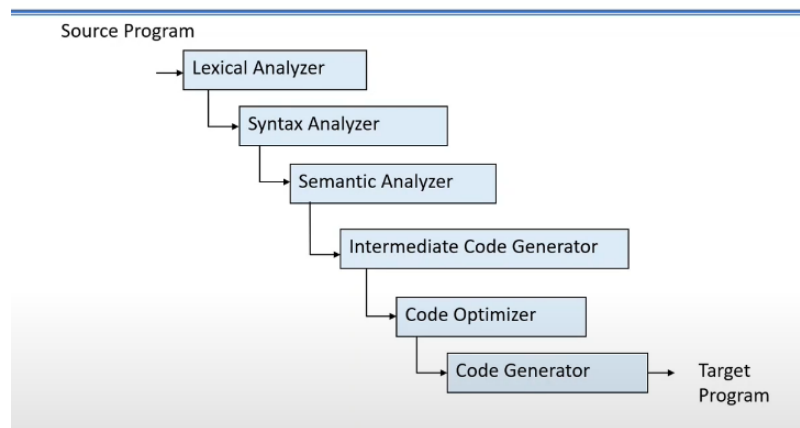 Source Program
Lexical Analyzer
Syntax Analyzer
Semantic Analyzer
Intermediate Code Generator
Code Optimizer
Code Generator
Target
Program